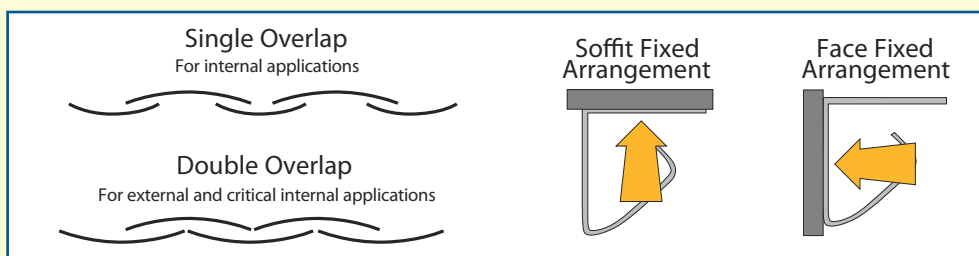 Single Overlap
For internal applications
Double Overlap
For external and critical internal applications
Soffit Fixed
Arrangement
Face Fixed
Arrangement